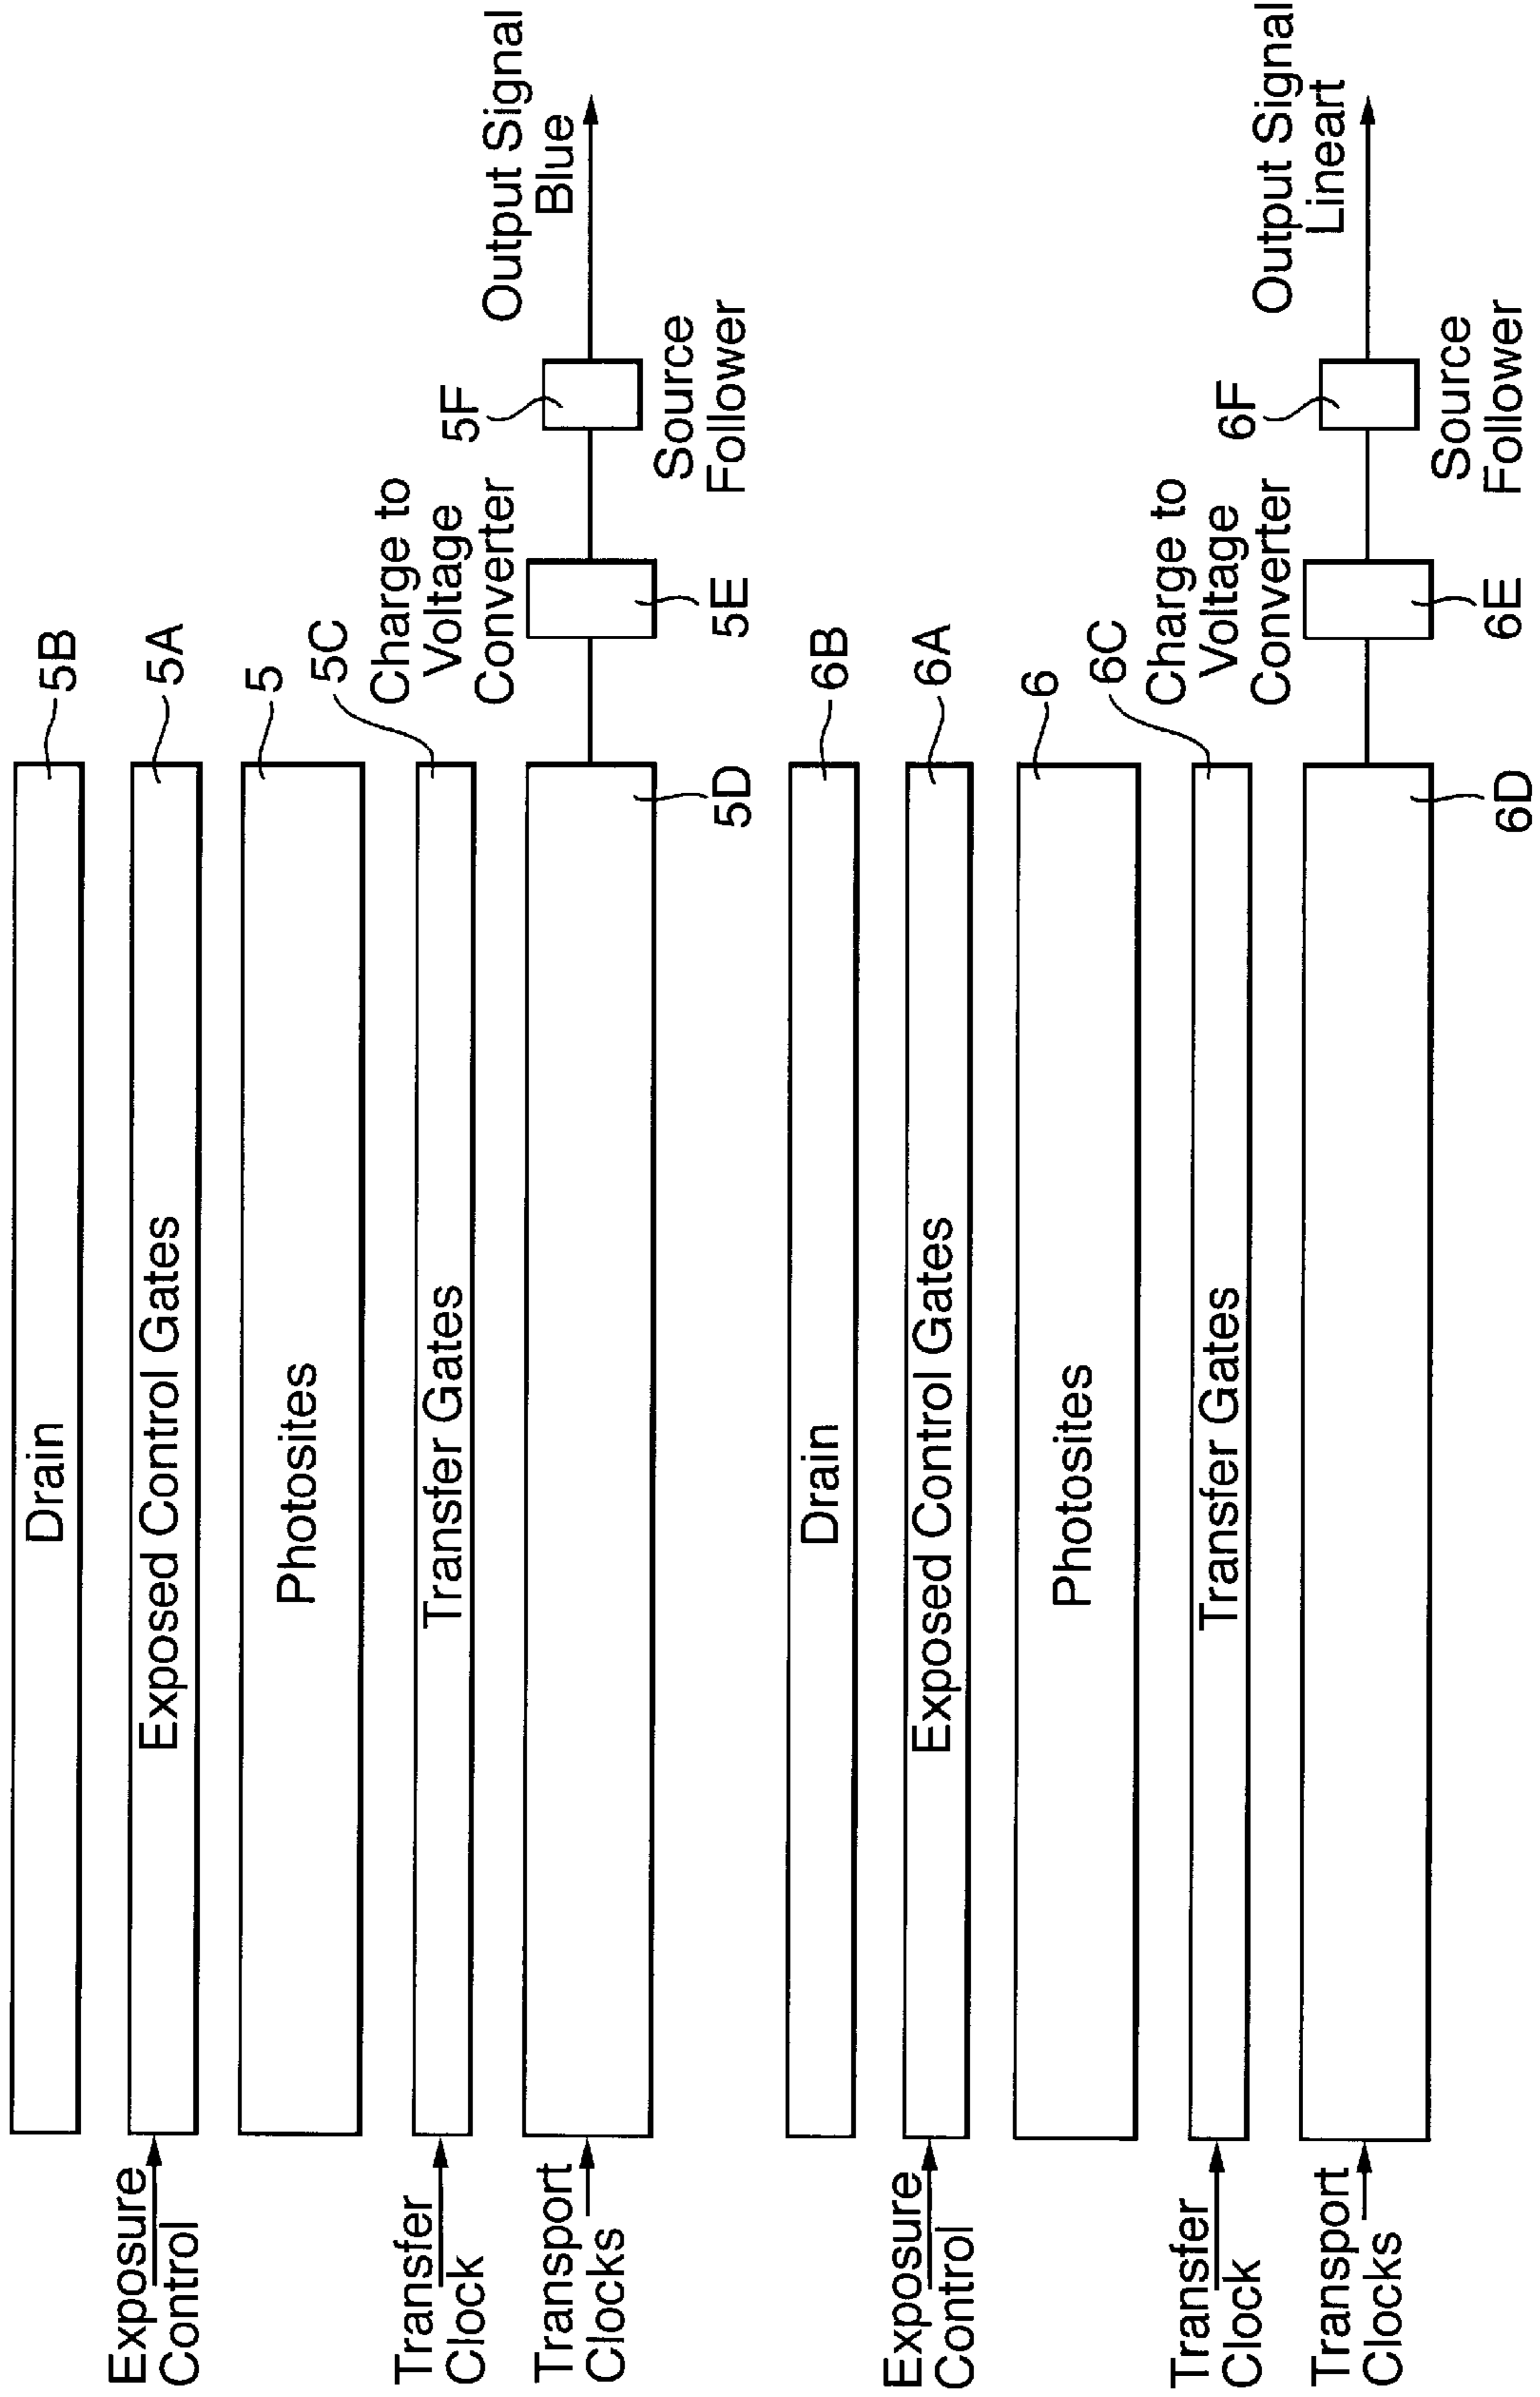 Drain
5B
Exposure
Control
Exposed Control Gates
5A
Photosites
5
Transfer
Clock
Transfer Gates
5C
Transport
Clocks
5D
Charge to
Voltage
Converter
5E
5F
Source
Follower
Output Signal
Blue
Drain
6B
Exposure
Control
Exposed Control Gates
6A
Photosites
6
Transfer
Clock
Transfer Gates
6C
Transport
Clocks
6D
Charge to
Voltage
Converter
6E
6F
Source
Follower
Output Signal
Lineart